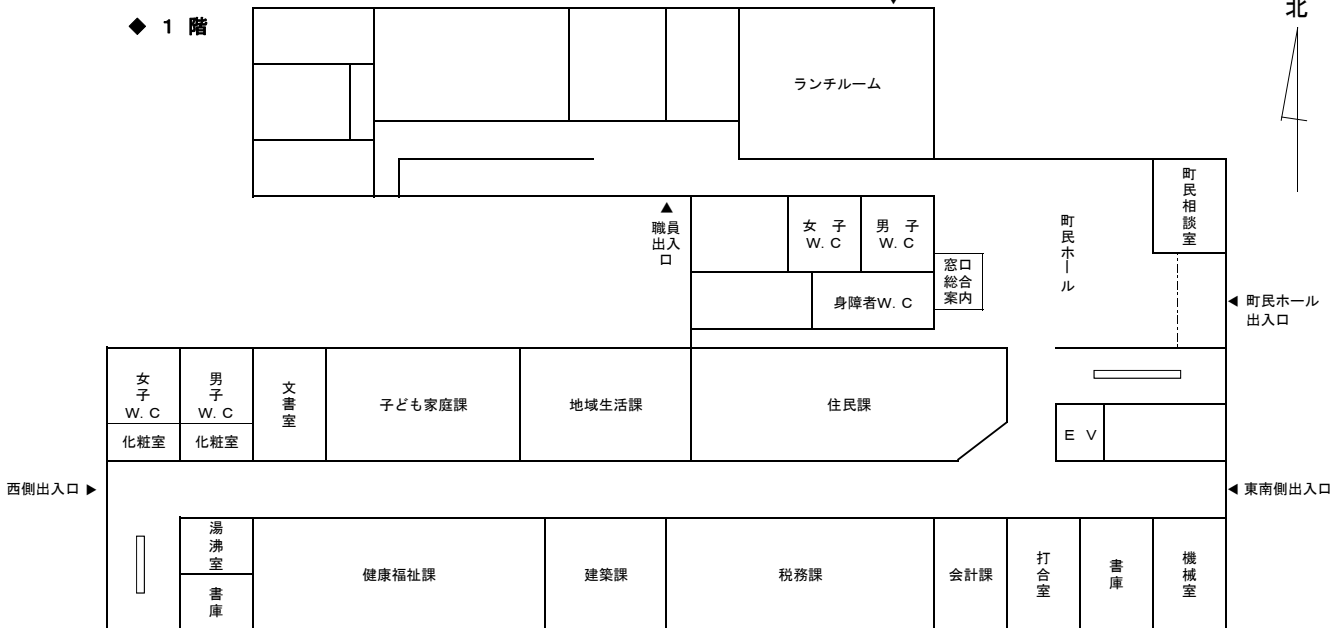 ◆ 1 階
北
ランチルーム
町民相談室
職員
出入
口
女 子
W. C
男 子
W. C
町民ホール
窓口
総合
案内
身障者W. C
町民ホール
出入口
女子
W. C
化粧室
男子
W. C
化粧室
文書室
子ども家庭課
地域生活課
住民課
E V
西側出入口
東南側出入口
湯沸室
書庫
健康福祉課
建築課
税務課
会計課
打合室
書庫
機械室